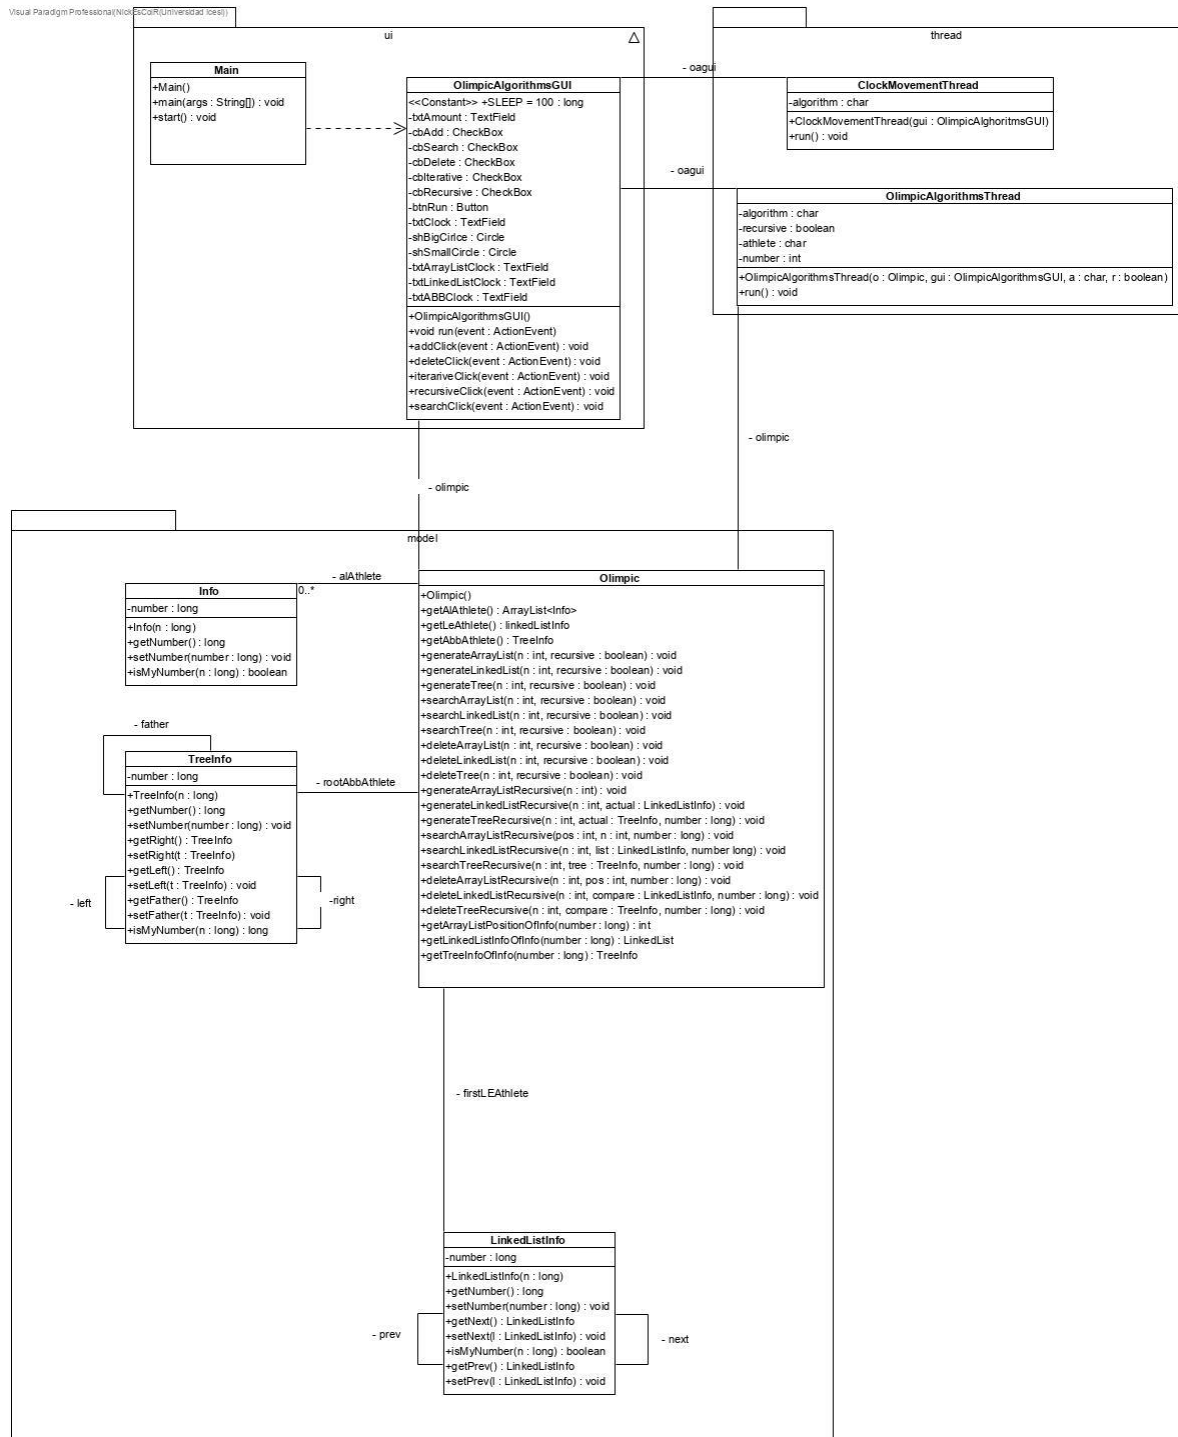 Visual Paradigm Professional(NickEsColR(Universidad Icesi))
ui
Main
+Main()
+main(args : String[]) : void
+start() : void
OlimpicAlgorithmsGUI
<<Constant>> +SLEEP = 100 : long
-txtAmount : TextField
-cbAdd : CheckBox
-cbSearch : CheckBox
-cbDelete : CheckBox
-cbIterative : CheckBox
-cbRecursive : CheckBox
-btnRun : Button
-txtClock : TextField
-shBigCirlce : Circle
-shSmallCircle : Circle
-txtArrayListClock : TextField
-txtLinkedListClock : TextField
-txtABBClock : TextField
+OlimpicAlgorithmsGUI()
+void run(event : ActionEvent)
+addClick(event : ActionEvent) : void
+deleteClick(event : ActionEvent) : void
+iterariveClick(event : ActionEvent) : void
+recursiveClick(event : ActionEvent) : void
+searchClick(event : ActionEvent) : void
- oagui
- oagui
thread
ClockMovementThread
-algorithm : char
+ClockMovementThread(gui : OlimpicAlghoritmsGUI)
+run() : void
OlimpicAlgorithmsThread
-algorithm : char
-recursive : boolean
-athlete : char
-number : int
+OlimpicAlgorithmsThread(o : Olimpic, gui : OlimpicAlgorithmsGUI, a : char, r : boolean)
+run() : void
- olimpic
- olimpic
model
Info
-number : long
+Info(n : long)
+getNumber() : long
+setNumber(number : long) : void
+isMyNumber(n : long) : boolean
- alAthlete
0..*
Olimpic
+Olimpic()
+getAlAthlete() : ArrayList<Info>
+getLeAthlete() : linkedListInfo
+getAbbAthlete() : TreeInfo
+generateArrayList(n : int, recursive : boolean) : void
+generateLinkedList(n : int, recursive : boolean) : void
+generateTree(n : int, recursive : boolean) : void
+searchArrayList(n : int, recursive : boolean) : void
+searchLinkedList(n : int, recursive : boolean) : void
+searchTree(n : int, recursive : boolean) : void
+deleteArrayList(n : int, recursive : boolean) : void
+deleteLinkedList(n : int, recursive : boolean) : void
+deleteTree(n : int, recursive : boolean) : void
+generateArrayListRecursive(n : int) : void
+generateLinkedListRecursive(n : int, actual : LinkedListInfo) : void
+generateTreeRecursive(n : int, actual : TreeInfo, number : long) : void
+searchArrayListRecursive(pos : int, n : int, number : long) : void
+searchLinkedListRecursive(n : int, list : LinkedListInfo, number long) : void
+searchTreeRecursive(n : int, tree : TreeInfo, number : long) : void
+deleteArrayListRecursive(n : int, pos : int, number : long) : void
+deleteLinkedListRecursive(n : int, compare : LinkedListInfo, number : long) : void
+deleteTreeRecursive(n : int, compare : TreeInfo, number : long) : void
+getArrayListPositionOfInfo(number : long) : int
+getLinkedListInfoOfInfo(number : long) : LinkedList
+getTreeInfoOfInfo(number : long) : TreeInfo
- father
TreeInfo
-number : long
+TreeInfo(n : long)
+getNumber() : long
+setNumber(number : long) : void
+getRight() : TreeInfo
+setRight(t : TreeInfo)
+getLeft() : TreeInfo
+setLeft(t : TreeInfo) : void
+getFather() : TreeInfo
+setFather(t : TreeInfo) : void
+isMyNumber(n : long) : long
- rootAbbAthlete
- left
-right
- firstLEAthlete
LinkedListInfo
-number : long
+LinkedListInfo(n : long)
+getNumber() : long
+setNumber(number : long) : void
+getNext() : LinkedListInfo
+setNext(l : LinkedListInfo) : void
+isMyNumber(n : long) : boolean
+getPrev() : LinkedListInfo
+setPrev(l : LinkedListInfo) : void
- prev
- next